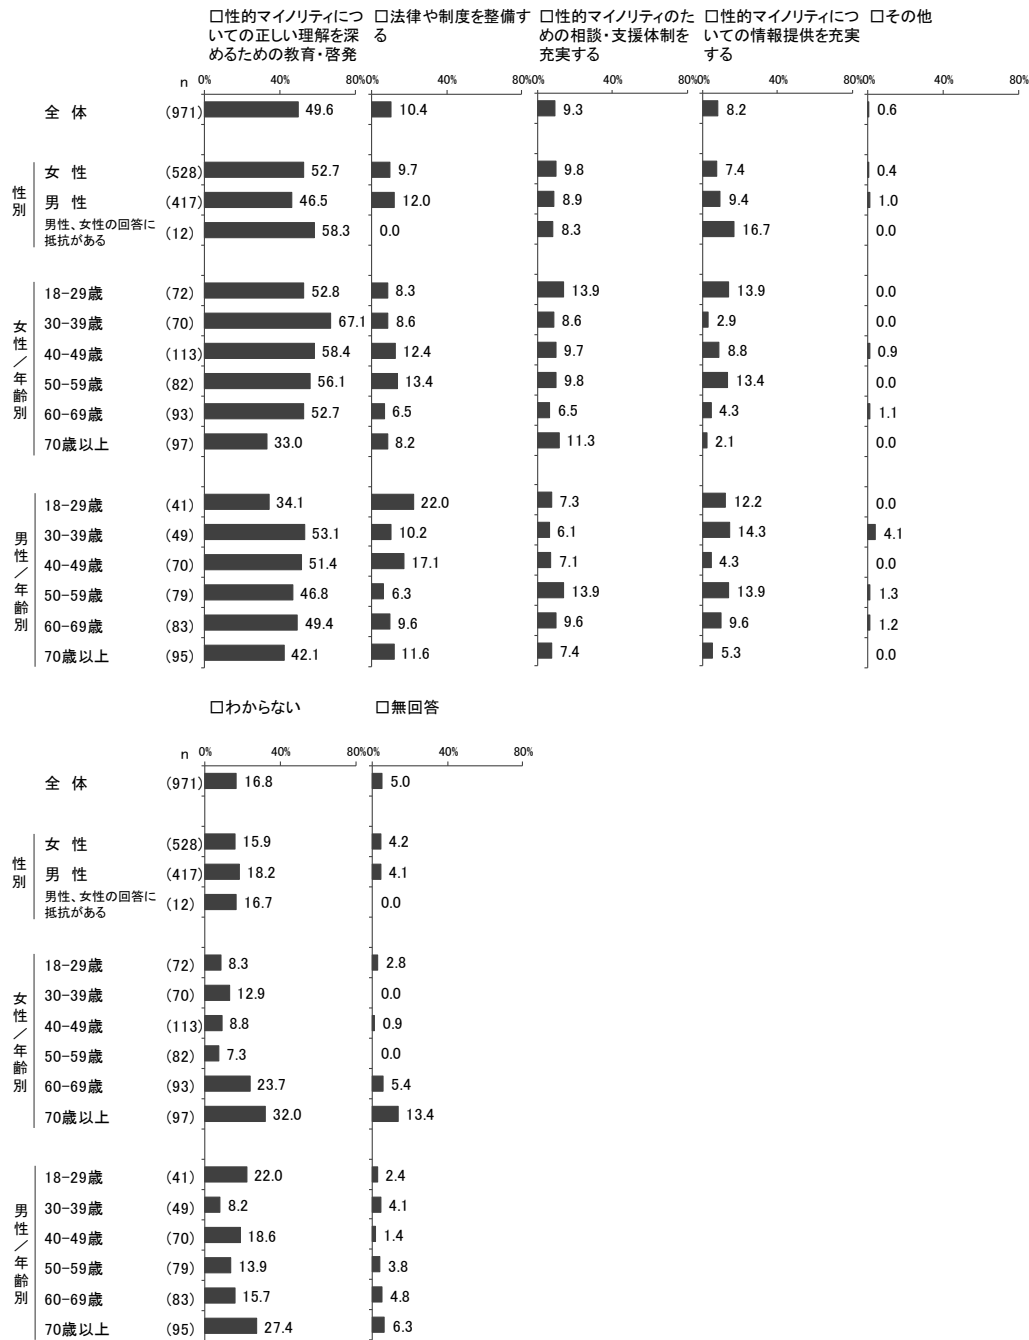 □性的マイノリティにつ □法律や制度を整備す □性的マイノリティのた □性的マイノリティにつ □その他
いての正しい理解を深 る めの相談・支援体制を いての情報提供を充実
めるための教育・啓発 充実する する
n 0% 40% 80%0% 40% 80%0% 40% 80%0% 40% 80%0% 40% 80%
全 体 (971) 49.6 10.4 9.3 8.2 0.6
性別
女 性 (528) 52.7 9.7 9.8 7.4 0.4
男 性 (417) 46.5 12.0 8.9 9.4 1.0
男性、女性の回答に
抵抗がある (12) 58.3 0.0 8.3 16.7 0.0
女性/年齢別
18-29歳 (72) 52.8 8.3 13.9 13.9 0.0
30-39歳 (70) 67.1 8.6 8.6 2.9 0.0
40-49歳 (113) 58.4 12.4 9.7 8.8 0.9
50-59歳 (82) 56.1 13.4 9.8 13.4 0.0
60-69歳 (93) 52.7 6.5 6.5 4.3 1.1
70歳以上 (97) 33.0 8.2 11.3 2.1 0.0
男性/年齢別
18-29歳 (41) 34.1 22.0 7.3 12.2 0.0
30-39歳 (49) 53.1 10.2 6.1 14.3 4.1
40-49歳 (70) 51.4 17.1 7.1 4.3 0.0
50-59歳 (79) 46.8 6.3 13.9 13.9 1.3
60-69歳 (83) 49.4 9.6 9.6 9.6 1.2
70歳以上 (95) 42.1 11.6 7.4 5.3 0.0
□わからない □無回答
n 0% 40% 80%0% 40% 80%
全 体 (971) 16.8 5.0
性別
女 性 (528) 15.9 4.2
男 性 (417) 18.2 4.1
男性、女性の回答に
抵抗がある (12) 16.7 0.0
女性/年齢別
18-29歳 (72) 8.3 2.8
30-39歳 (70) 12.9 0.0
40-49歳 (113) 8.8 0.9
50-59歳 (82) 7.3 0.0
60-69歳 (93) 23.7 5.4
70歳以上 (97) 32.0 13.4
男性/年齢別
18-29歳 (41) 22.0 2.4
30-39歳 (49) 8.2 4.1
40-49歳 (70) 18.6 1.4
50-59歳 (79) 13.9 3.8
60-69歳 (83) 15.7 4.8
70歳以上 (95) 27.4 6.3